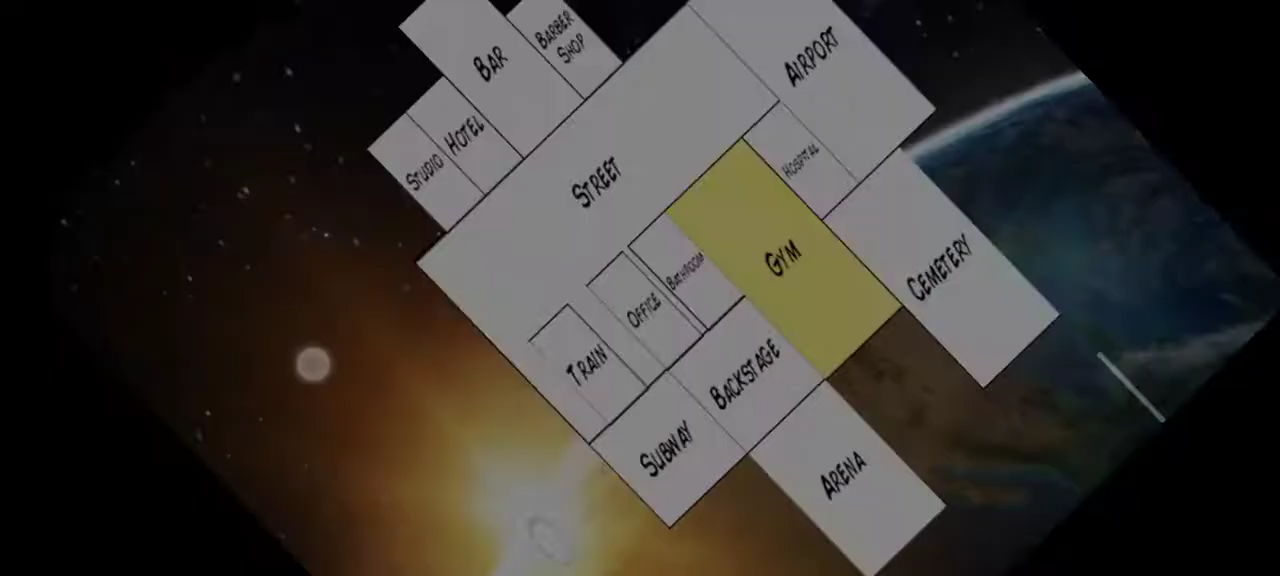 BARBER
SHOP
BAR
AIRPORT
HOTEL
STUDIO
STREET
HOSPITAL
GYM
BATHROOM
CEMETERY
OFFICE
TRAIN
BACKSTAGE
SUBWAY
ARENA